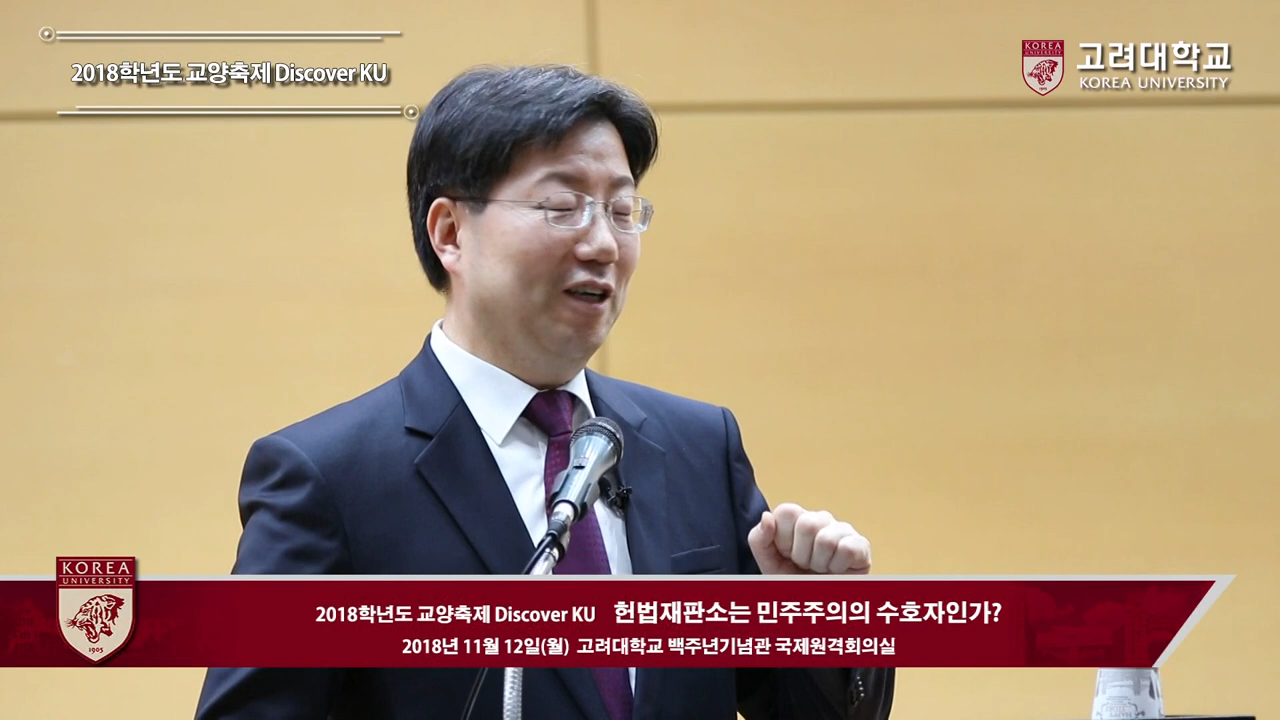 2018학년도 교양축제 Discover KU
KOREA
UNIVERSITY
1905
고려대학교
KOREA UNIVERSITY
KOREA
UNIVERSITY
1905
2018학년도 교양축제 Discover KU 헌법재판소는 민주주의의 수호자인가?
2018년 11월 12일(월) 고려대학교 백주년기념관 국제원격회의실